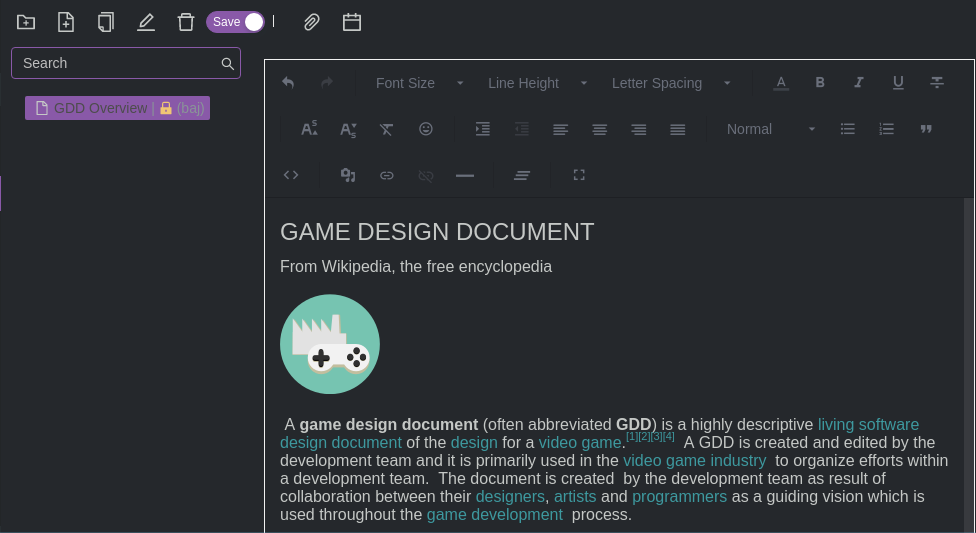 Save
Search
GDD Overview | (baj)
Font Size Line Height Letter Spacing A B I U S
Normal
GAME DESIGN DOCUMENT
From Wikipedia, the free encyclopedia
A game design document (often abbreviated GDD) is a highly descriptive living software
design document of the design for a video game.[1][2][3][4] A GDD is created and edited by the
development team and it is primarily used in the video game industry to organize efforts within
a development team. The document is created by the development team as result of
collaboration between their designers, artists and programmers as a guiding vision which is
used throughout the game development process.